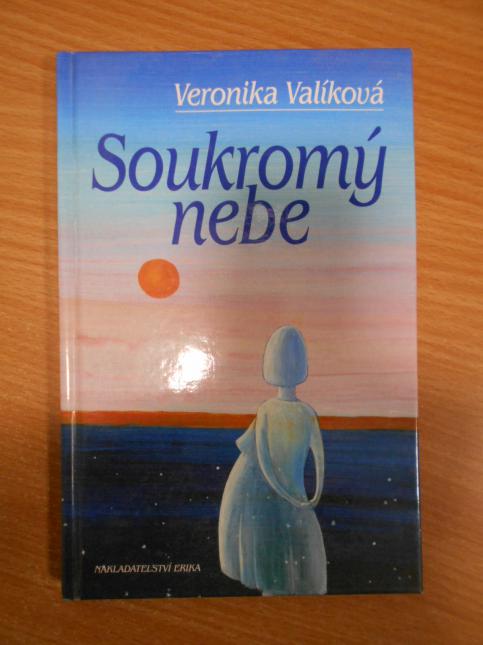 Veronika Valíková
Soukromý
nebe
NAKLADATELSTVÍ ERIKA